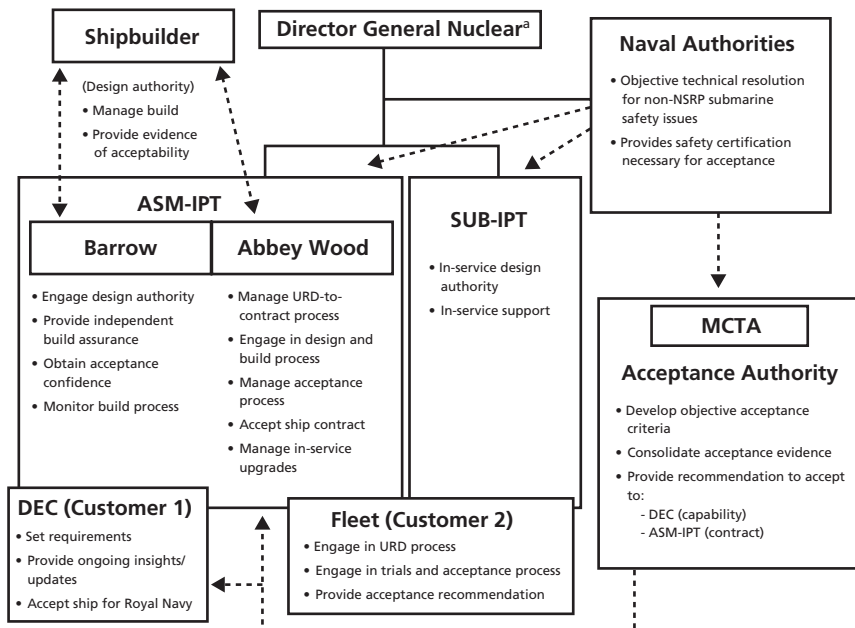 Shipbuilder
(Design authority)
• Manage build
• Provide evidence
of acceptability
Director General Nuclearᵃ
Naval Authorities
• Objective technical resolution
for non-NSRP submarine
safety issues
• Provides safety certification
necessary for acceptance
ASM-IPT
Barrow
• Engage design authority
• Provide independent
build assurance
• Obtain acceptance
confidence
• Monitor build process
Abbey Wood
• Manage URD-to-
contract process
• Engage in design and
build process
• Manage acceptance
process
• Accept ship contract
• Manage in-service
upgrades
SUB-IPT
• In-service design
authority
• In-service support
MCTA
Acceptance Authority
• Develop objective acceptance
criteria
• Consolidate acceptance evidence
• Provide recommendation to accept
to:
- DEC (capability)
- ASM-IPT (contract)
DEC (Customer 1)
• Set requirements
• Provide ongoing insights/
updates
• Accept ship for Royal Navy
Fleet (Customer 2)
• Engage in URD process
• Engage in trials and acceptance process
• Provide acceptance recommendation